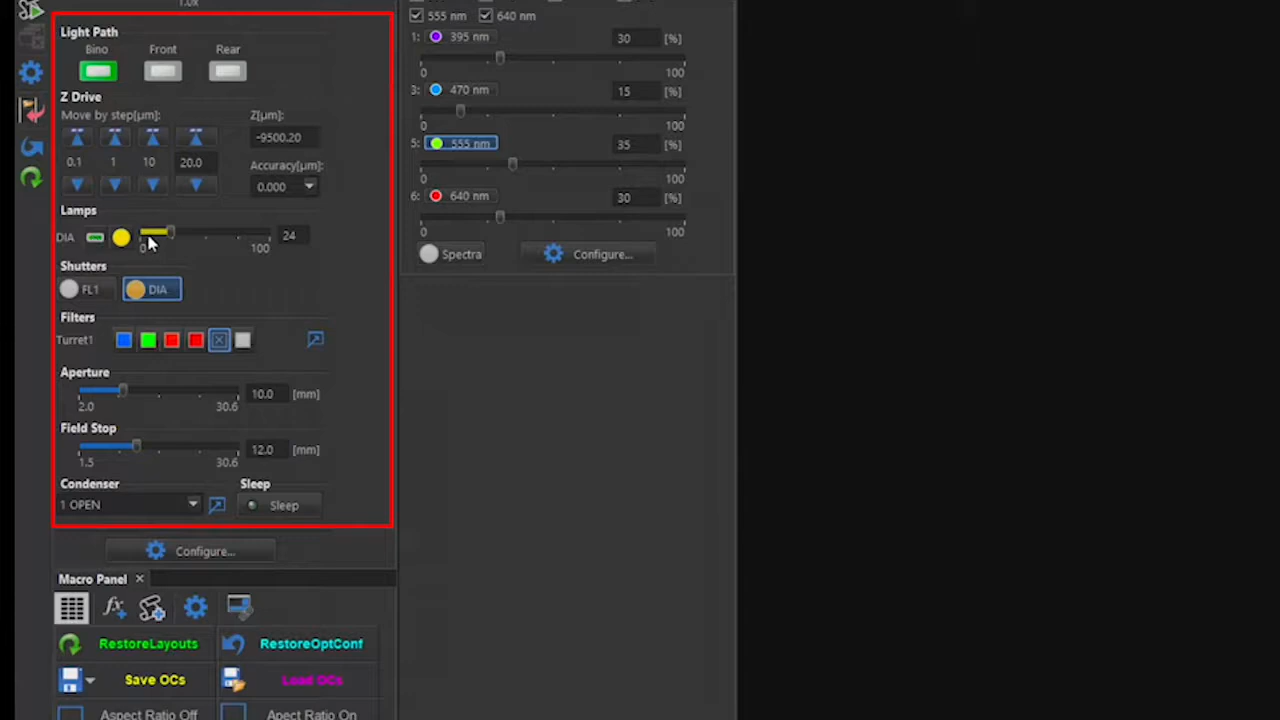 1.0x
Light Path
Bino Front Rear
Z Drive
Move by step[µm]: Z[µm]:
-9500.20
0.1 1 10 20.0
Accuracy[µm]:
0.000
Lamps
DIA 24
0 100
Shutters
FL1 DIA
Filters
Turret1
Aperture
10.0 [mm]
2.0 30.6
Field Stop
12.0 [mm]
1.5 30.6
Condenser Sleep
1 OPEN Sleep
Configure...
Macro Panel
RestoreLayouts RestoreOptConf
Save OCs Load OCs
Aspect Ratio Off Apect Ratio On
555 nm 640 nm
1: 395 nm 30 [%]
0 100
3: 470 nm 15 [%]
0 100
5: 555 nm 35 [%]
0 100
6: 640 nm 30 [%]
0 100
Spectra Configure...